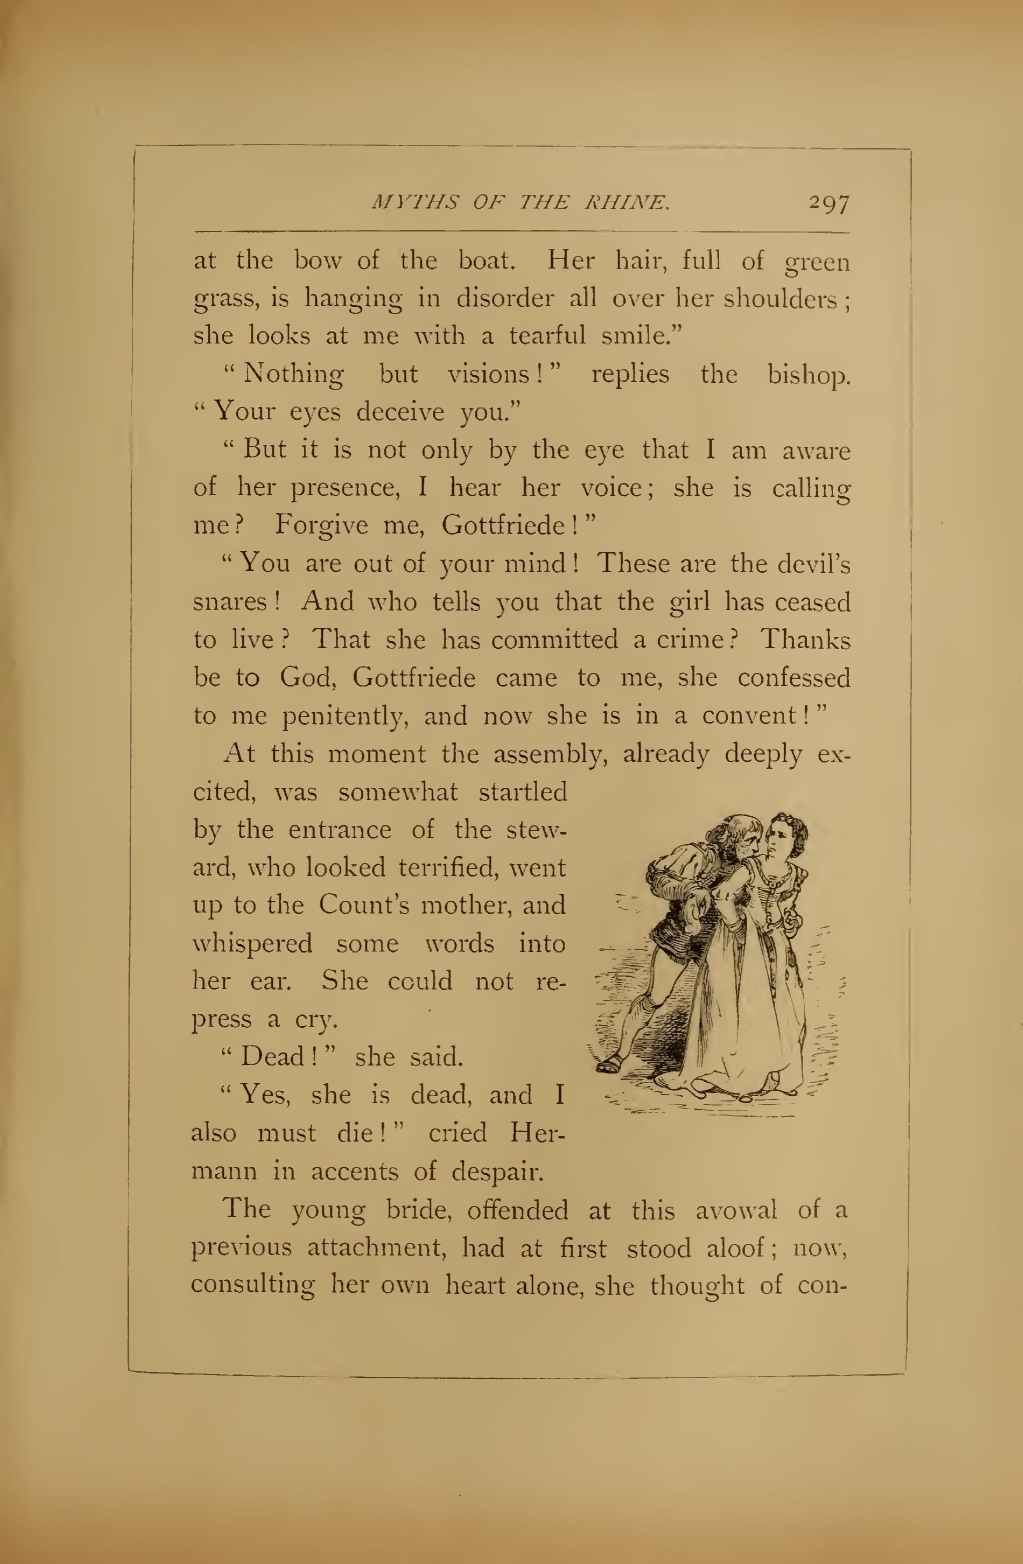 MYTHS OF THE RHINE. 297
at the bow of the boat. Her hair, full of green
grass, is hanging in disorder all over her shoulders;
she looks at me with a tearful smile.”
“Nothing but visions!” replies the bishop.
“Your eyes deceive you.”
“But it is not only by the eye that I am aware
of her presence, I hear her voice; she is calling
me? Forgive me, Gottfriede!”
“You are out of your mind! These are the devil’s
snares! And who tells you that the girl has ceased
to live? That she has committed a crime? Thanks
be to God, Gottfriede came to me, she confessed
to me penitently, and now she is in a convent!”
At this moment the assembly, already deeply ex-
cited, was somewhat startled
by the entrance of the stew-
ard, who looked terrified, went
up to the Count’s mother, and
whispered some words into
her ear. She could not re-
press a cry.
“Dead!” she said.
“Yes, she is dead, and I
also must die!” cried Her-
mann in accents of despair.
The young bride, offended at this avowal of a
previous attachment, had at first stood aloof; now,
consulting her own heart alone, she thought of con-